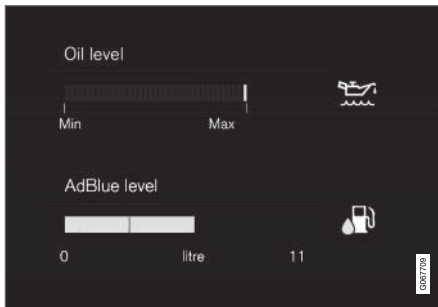 Oil level
Min Max
AdBlue level
0 litre 11
G067709